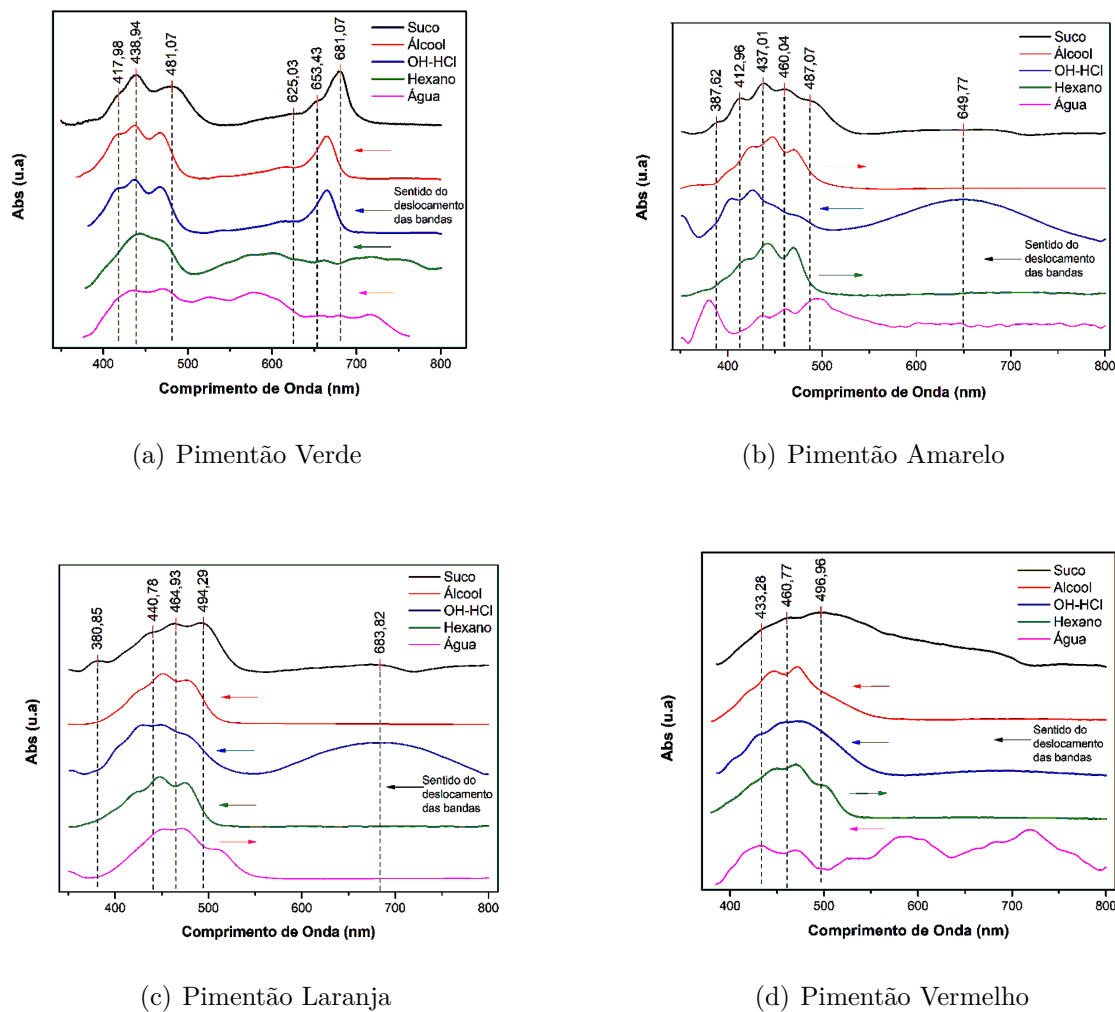 417,98
438,94
481,07
625,03
653,43
681,07
Suco
Álcool
OH-HCl
Hexano
Água
Sentido do
deslocamento
das bandas
Abs (u.a)
400
500
600
700
800
Comprimento de Onda (nm)
(a) Pimentão Verde
387,62
412,96
437,01
460,04
487,07
649,77
Suco
Álcool
OH-HCl
Hexano
Água
Sentido do
deslocamento
das bandas
Abs (u.a)
400
500
600
700
800
Comprimento de Onda (nm)
(b) Pimentão Amarelo
380,85
440,78
464,93
494,29
683,82
Suco
Álcool
OH-HCl
Hexano
Água
Sentido do
deslocamento
das bandas
Abs (u.a)
400
500
600
700
800
Comprimento de Onda (nm)
(c) Pimentão Laranja
433,28
460,77
496,96
Suco
Álcool
OH-HCl
Hexano
Água
Sentido do
deslocamento
das bandas
Abs (u.a)
400
500
600
700
800
Comprimento de Onda (nm)
(d) Pimentão Vermelho